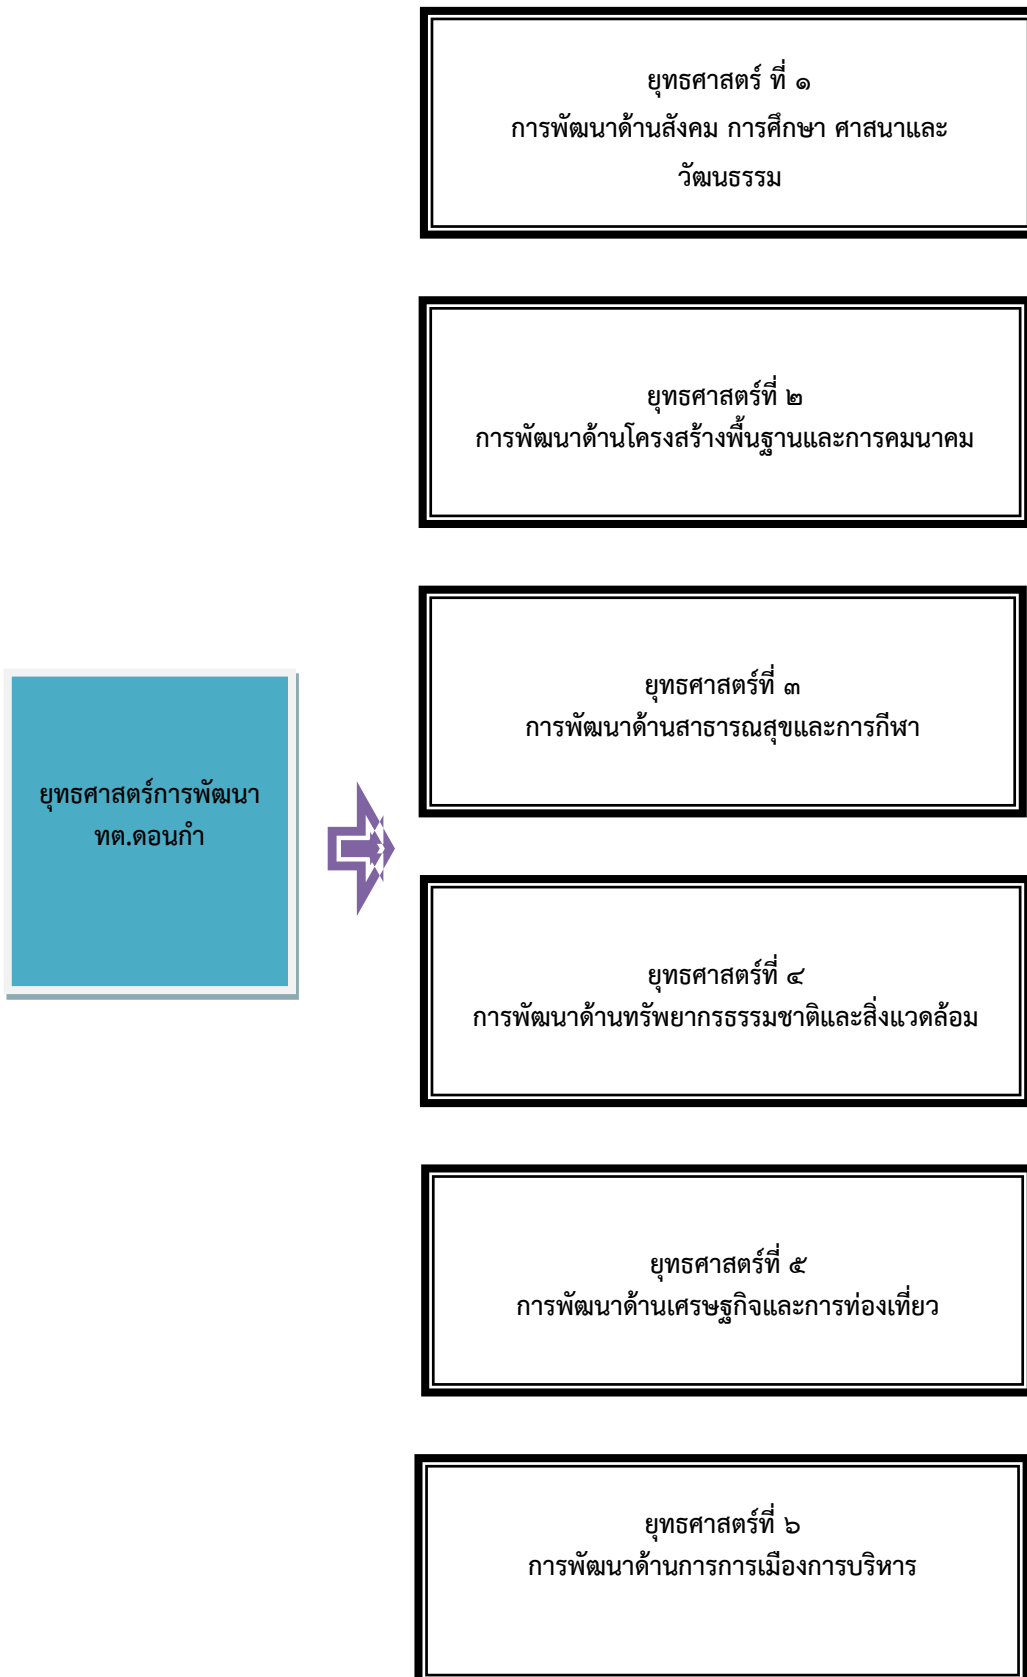 ยุทธศาสตร์ ที่ ๑
การพัฒนาด้านสังคม การศึกษา ศาสนาและ
วัฒนธรรม
ยุทธศาสตร์ที่ ๒
การพัฒนาด้านโครงสร้างพื้นฐานและการคมนาคม
ยุทธศาสตร์ที่ ๓
การพัฒนาด้านสาธารณสุขและการกีฬา
ยุทธศาสตร์การพัฒนา
ทต.ดอนกำ
ยุทธศาสตร์ที่ ๔
การพัฒนาด้านทรัพยากรธรรมชาติและสิ่งแวดล้อม
ยุทธศาสตร์ที่ ๕
การพัฒนาด้านเศรษฐกิจและการท่องเที่ยว
ยุทธศาสตร์ที่ ๖
การพัฒนาด้านการการเมืองการบริหาร